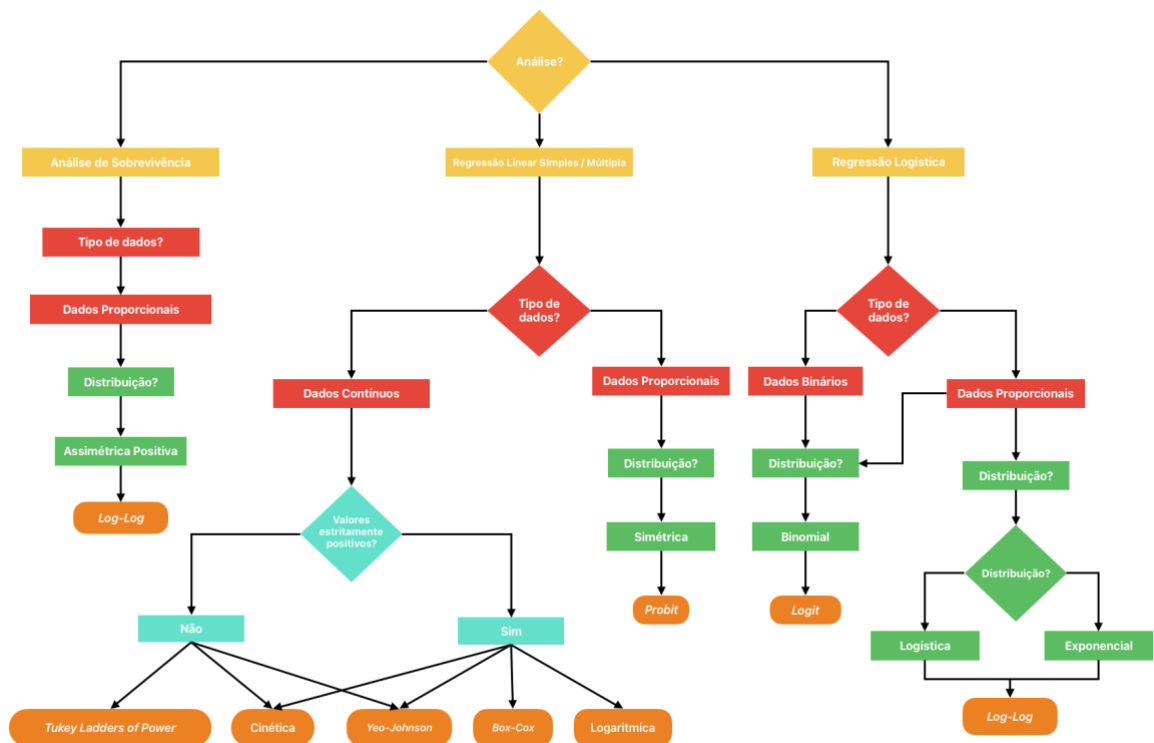 Análise?
Análise de Sobrevivência
Regressão Linear SImples / Múltipla
Regressão Logística
Tipo de dados?
Dados Proporcionais
Distribuição?
Assimétrica Positiva
Log-Log
Tipo de
dados?
Dados Contínuos
Dados Proporcionais
Valores
estritamente
positivos?
Distribuição?
Simétrica
Probit
Não
Sim
Tukey Ladders of Power
Cinética
Yeo-Johnson
Box-Cox
Logaritmica
Tipo de
dados?
Dados Binários
Dados Proporcionais
Distribuição?
Binomial
Logit
Distribuição?
Distribuição?
Logística
Exponencial
Log-Log